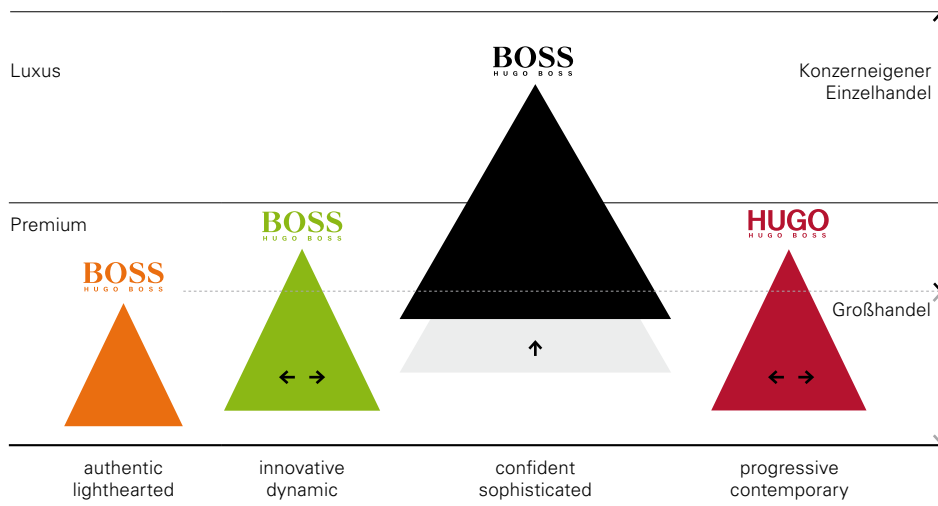 BOSS
HUGO BOSS
Luxus
Konzerneigener
Einzelhandel
Premium
BOSS
HUGO BOSS
HUGO
HUGO BOSS
BOSS
HUGO BOSS
Großhandel
authentic
lighthearted
innovative
dynamic
confident
sophisticated
progressive
contemporary